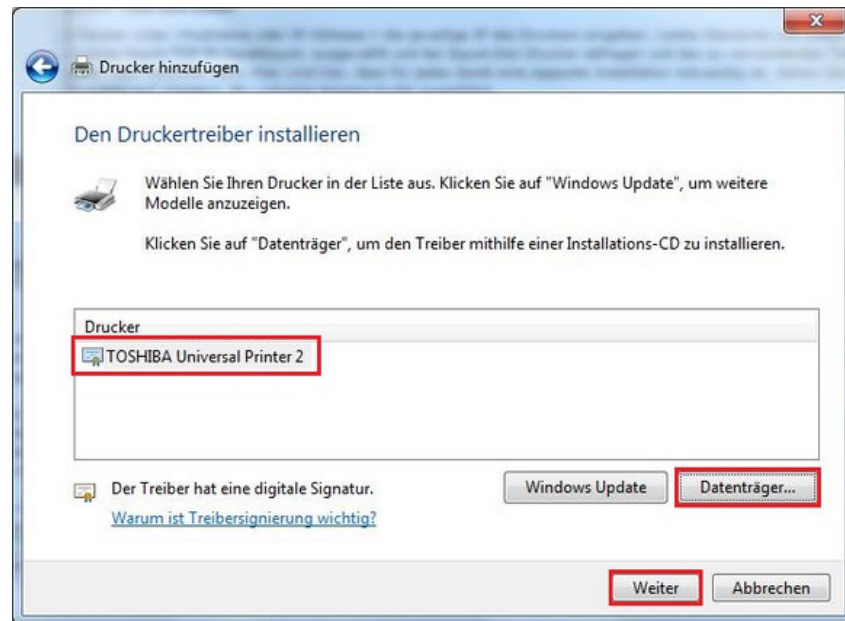 Drucker hinzufügen
Den Druckertreiber installieren
Wählen Sie Ihren Drucker in der Liste aus. Klicken Sie auf "Windows Update", um weitere
Modelle anzuzeigen.
Klicken Sie auf "Datenträger", um den Treiber mithilfe einer Installations-CD zu installieren.
Drucker
TOSHIBA Universal Printer 2
Der Treiber hat eine digitale Signatur.
Warum ist Treibersignierung wichtig?
Windows Update
Datenträger...
Weiter
Abbrechen